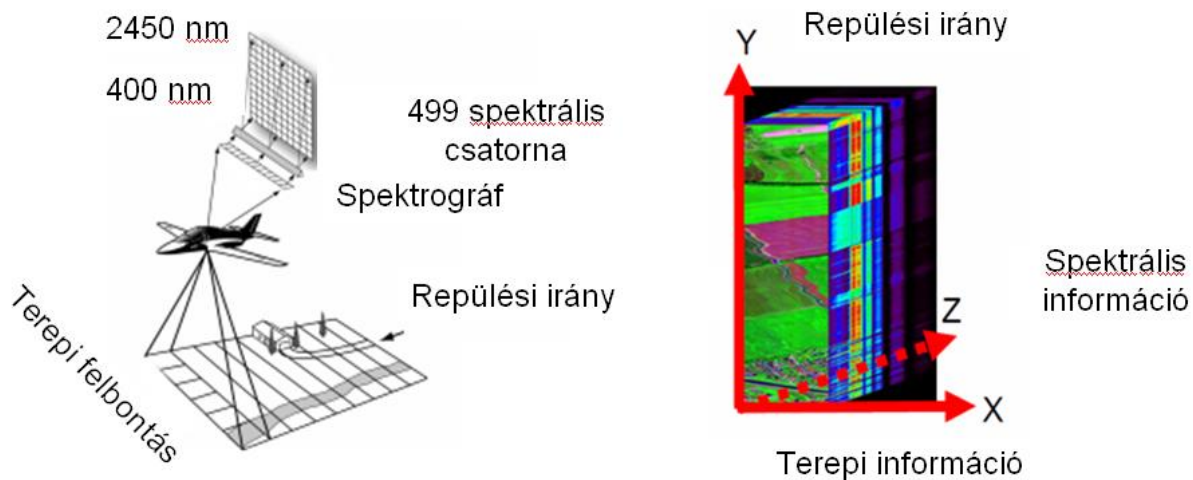 2450 nm
400 nm
499 spektrális
csatorna
Spektrográf
Repülési irány
Terepi felbontás
Repülési irány
Y
Spektrális
információ
Z
X
Terepi információ